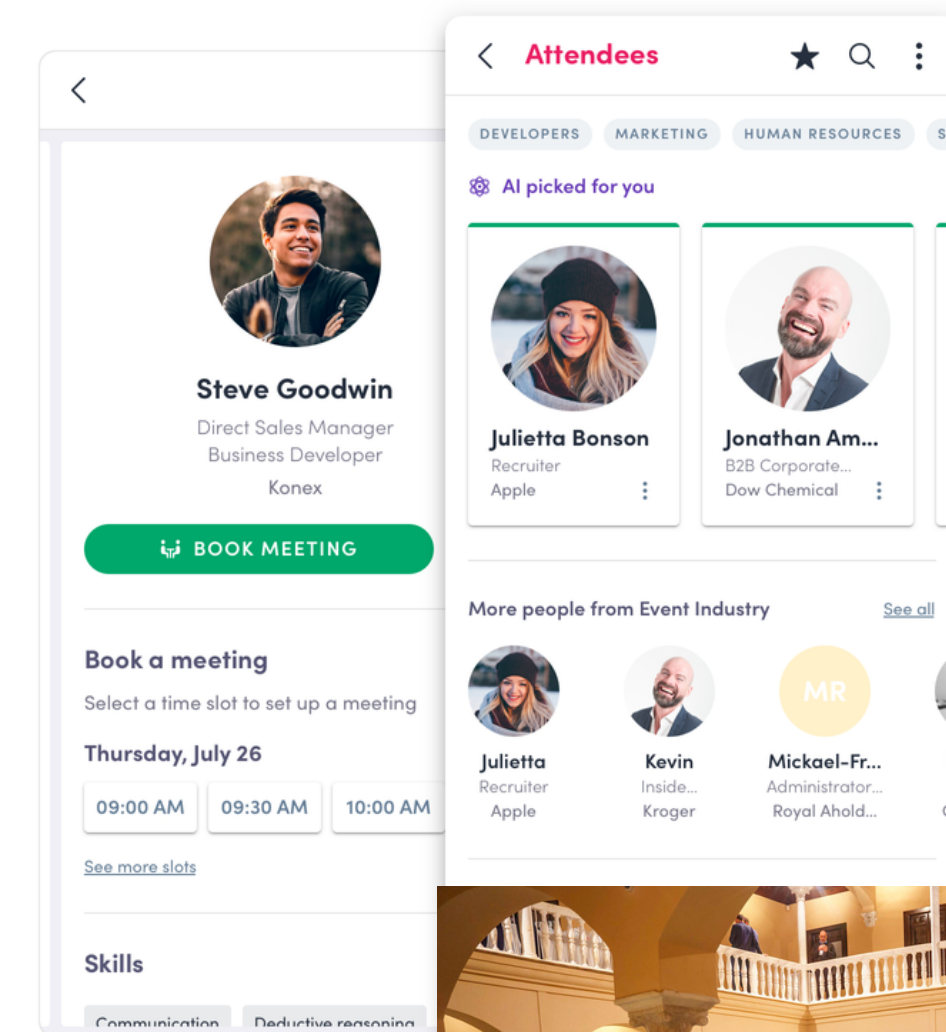 Steve Goodwin
Direct Sales Manager
Business Developer
Konex
BOOK MEETING
Book a meeting
Select a time slot to set up a meeting
Thursday, July 26
09:00 AM 09:30 AM 10:00 AM
See more slots
Skills
Communication Deductive reasoning
Attendees
DEVELOPERS MARKETING HUMAN RESOURCES S
AI picked for you
Julietta Bonson
Recruiter
Apple
Jonathan Am...
B2B Corporate...
Dow Chemical
More people from Event Industry See all
MR
Julietta
Recruiter
Apple
Kevin
Inside...
Kroger
Mickael-Fr...
Administrator...
Royal Ahold...